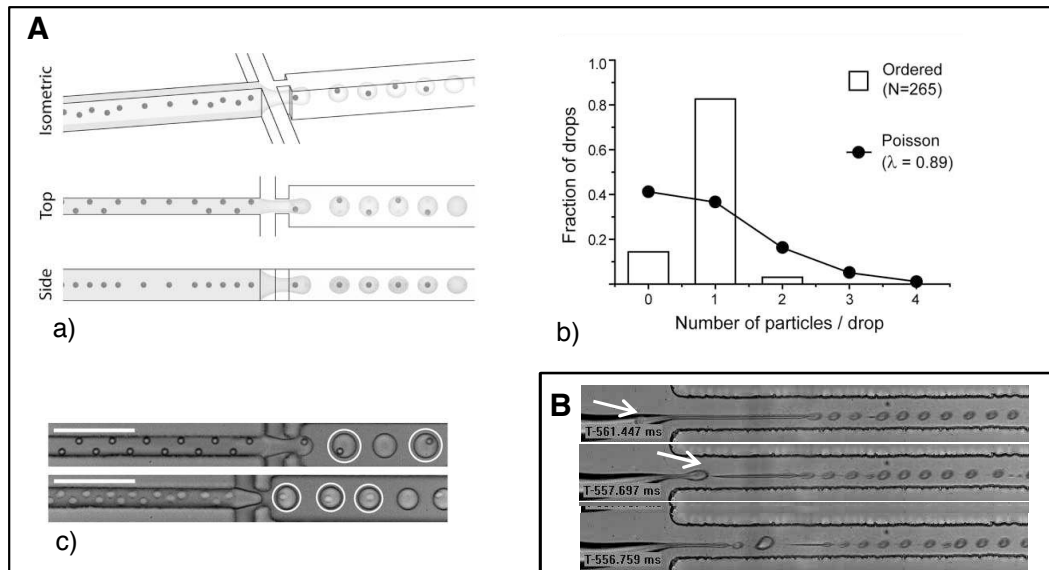 A
Isometric
Top
Side
a)
Ordered
(N=265)
Poisson
(λ = 0.89)
1.0
0.8
0.6
0.4
0.2
Fraction of drops
0 1 2 3 4
Number of particles / drop
b)
c)
B
T-561.447 ms
T-557.697 ms
T-556.759 ms